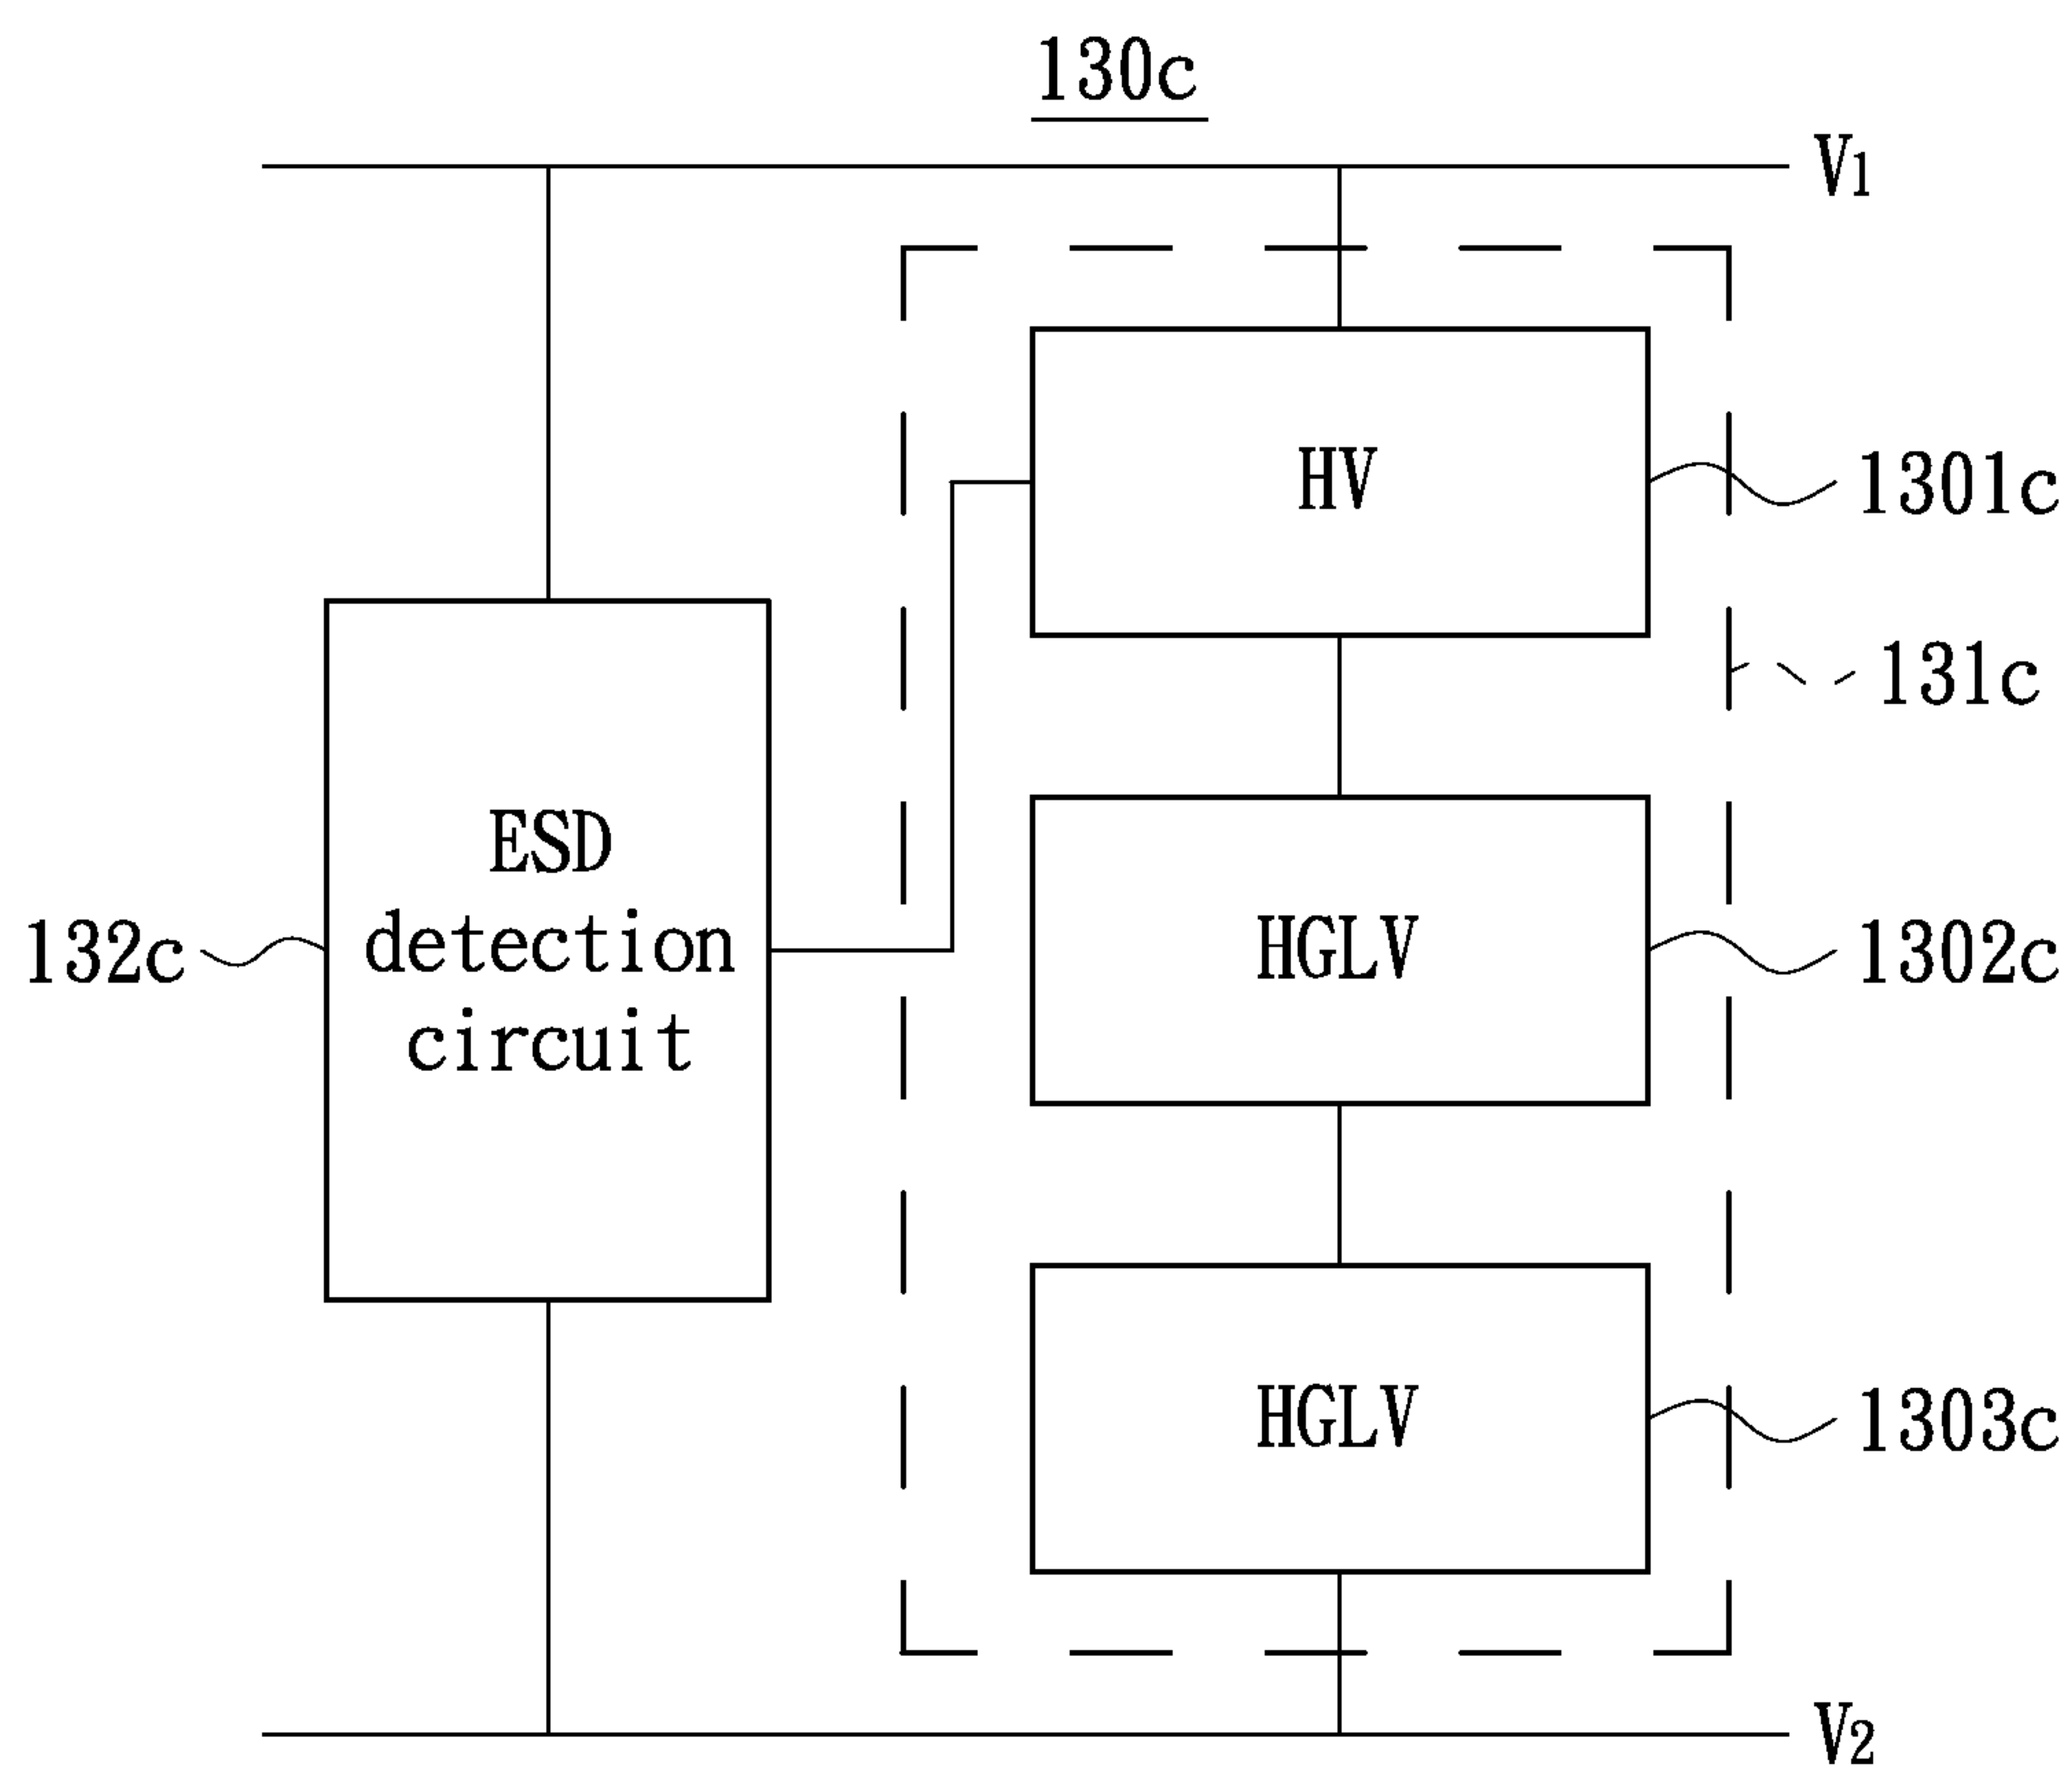 130c
V1
HV
1301c
131c
ESD
detection
circuit
132c
HGLV
1302c
HGLV
1303c
V2